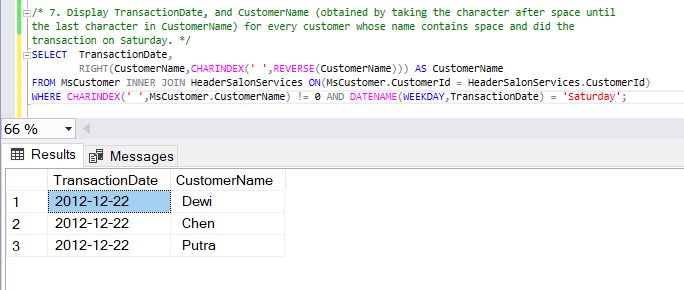 /* 7. Display TransactionDate, and CustomerName (obtained by taking the character after space until
the last character in CustomerName) for every customer whose name contains space and did the
transaction on Saturday. */
SELECT TransactionDate,
RIGHT(CustomerName,CHARINDEX(' ',REVERSE(CustomerName))) AS CustomerName
FROM MsCustomer INNER JOIN HeaderSalonServices ON(MsCustomer.CustomerId = HeaderSalonServices.CustomerId)
WHERE CHARINDEX(' ',MsCustomer.CustomerName) != 0 AND DATENAME(WEEKDAY,TransactionDate) = 'Saturday';
66 %
Results Messages
TransactionDate CustomerName
1 2012-12-22 Dewi
2 2012-12-22 Chen
3 2012-12-22 Putra